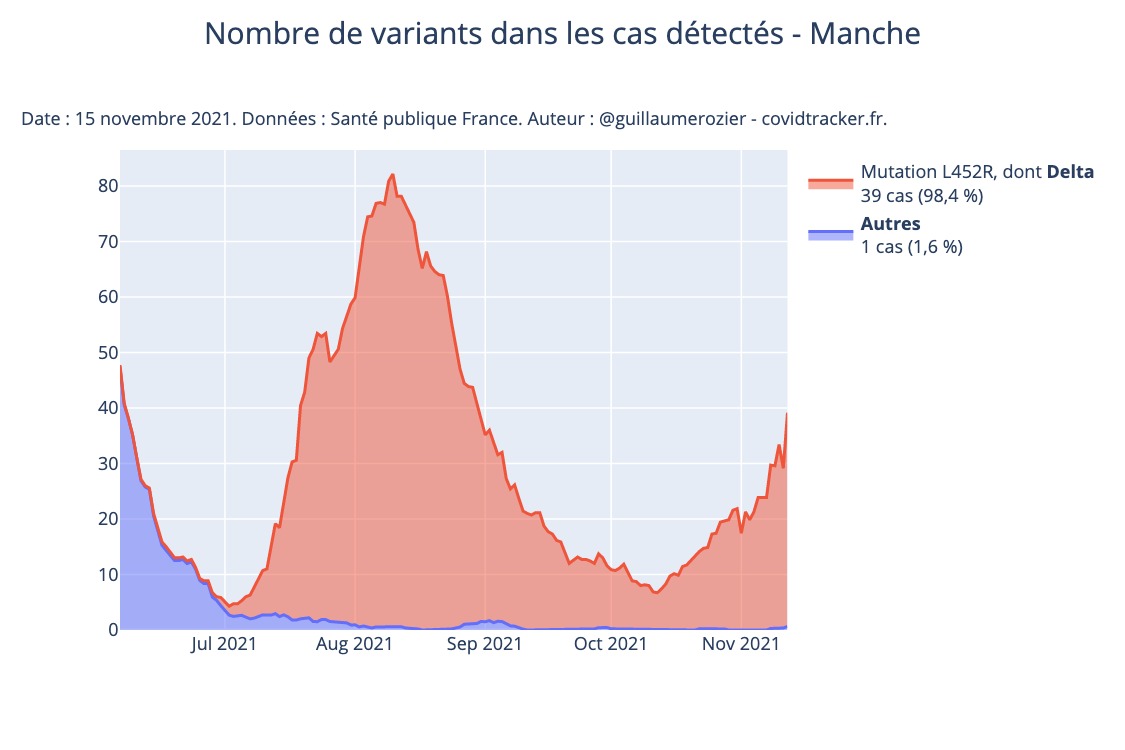 Nombre de variants dans les cas détectés - Manche
Date : 15 novembre 2021. Données : Santé publique France. Auteur : @guillaumerozier - covidtracker.fr.
Mutation L452R, dont Delta
39 cas (98,4 %)
Autres
1 cas (1,6 %)
80
70
60
50
40
30
20
10
0
Jul 2021
Aug 2021
Sep 2021
Oct 2021
Nov 2021